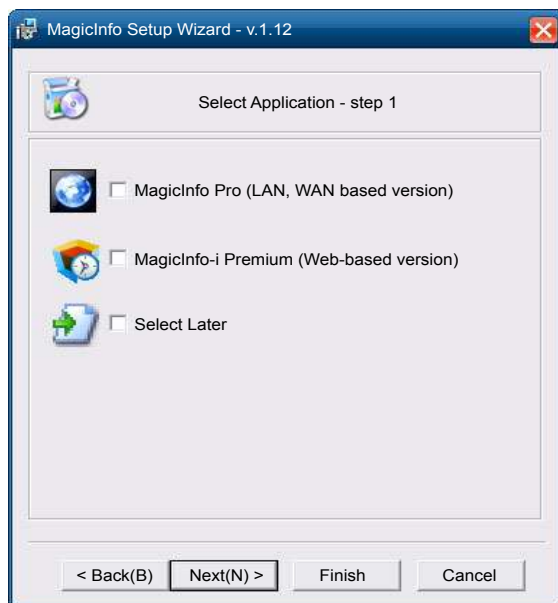 MagicInfo Setup Wizard - v.1.12
Select Application - step 1
MagicInfo Pro (LAN, WAN based version)
MagicInfo-i Premium (Web-based version)
Select Later
< Back(B) Next(N) > Finish Cancel